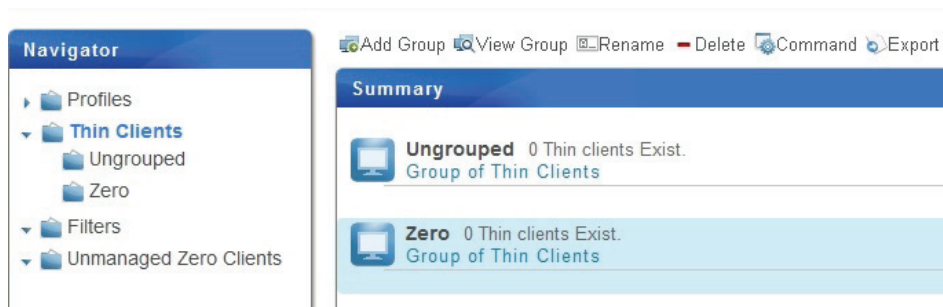 Navigator
Profiles
Thin Clients
Ungrouped
Zero
Filters
Unmanaged Zero Clients
Add Group View Group Rename Delete Command Export
Summary
Ungrouped 0 Thin clients Exist.
Group of Thin Clients
Zero 0 Thin clients Exist.
Group of Thin Clients